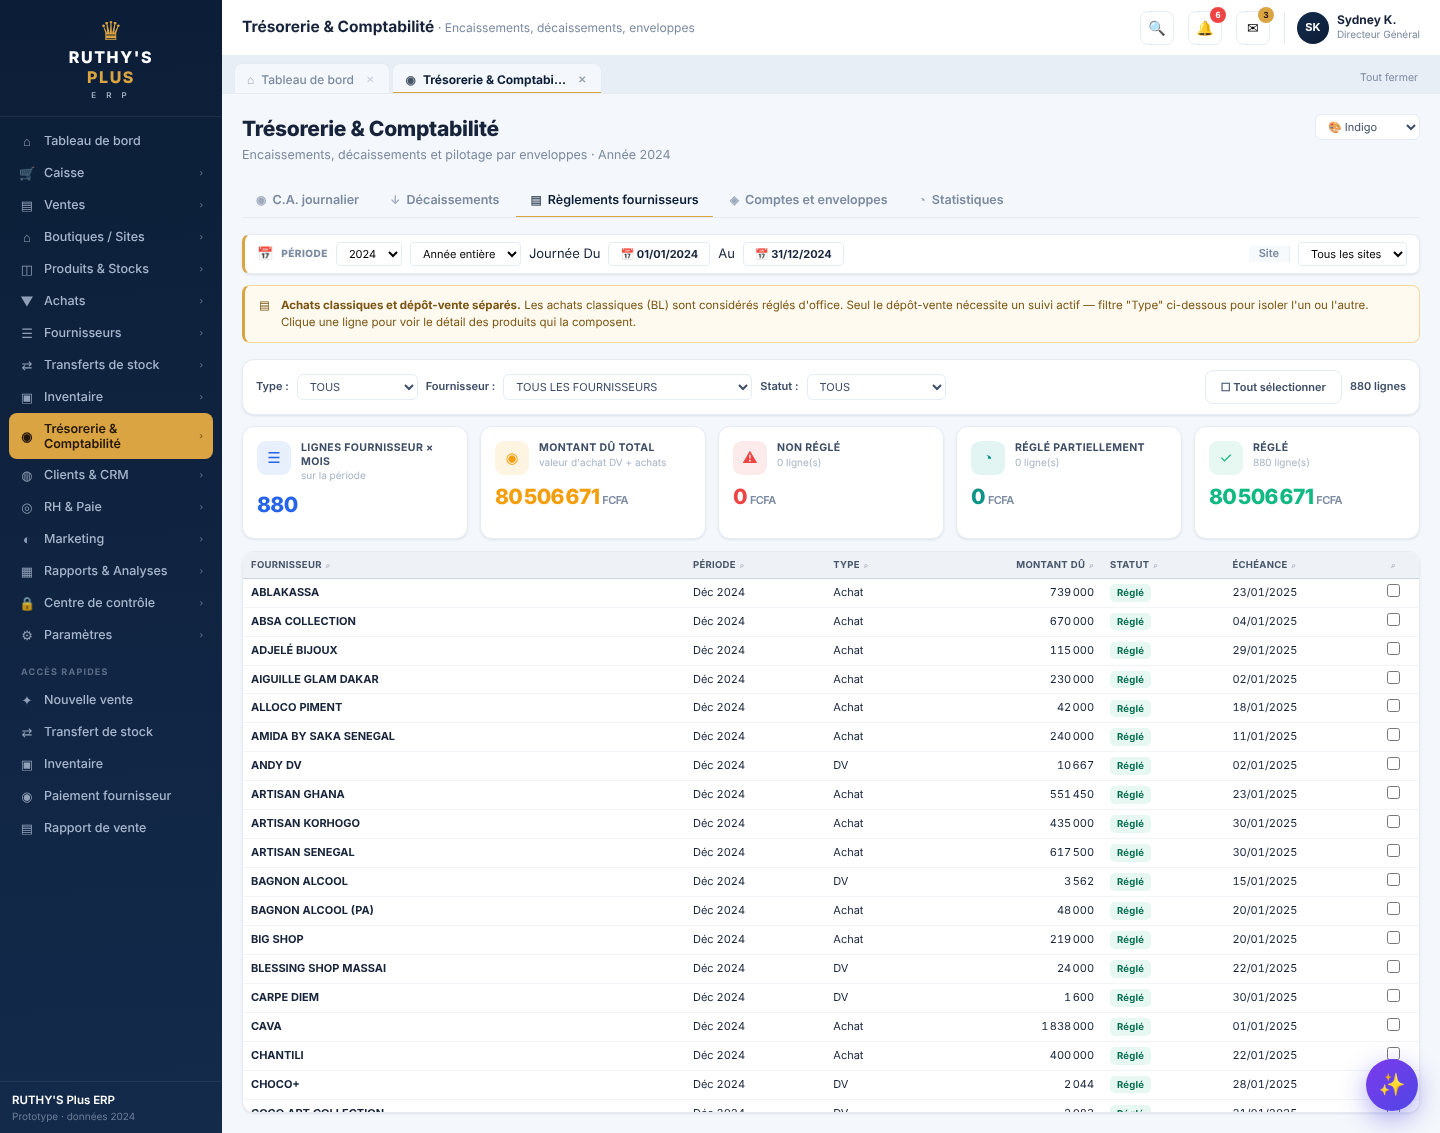 RUTHY'S
PLUS
E R P
Tableau de bord
Caisse
Ventes
Boutiques / Sites
Produits & Stocks
Achats
Fournisseurs
Transferts de stock
Inventaire
Trésorerie &
Comptabilité
Clients & CRM
RH & Paie
Marketing
Rapports & Analyses
Centre de contrôle
Paramètres
ACCÈS RAPIDES
Nouvelle vente
Transfert de stock
Inventaire
Paiement fournisseur
Rapport de vente
RUTHY'S Plus ERP
Prototype · données 2024
Trésorerie & Comptabilité · Encaissements, décaissements, enveloppes
6
3
SK
Sydney K.
Directeur Général
Tableau de bord ×
Trésorerie & Comptabi... ×
Tout fermer
Trésorerie & Comptabilité
Encaissements, décaissements et pilotage par enveloppes · Année 2024
Indigo
C.A. journalier
Décaissements
Règlements fournisseurs
Comptes et enveloppes
Statistiques
PÉRIODE 2024 Année entière Journée Du 01/01/2024 Au 31/12/2024 Site Tous les sites
Achats classiques et dépôt-vente séparés. Les achats classiques (BL) sont considérés réglés d'office. Seul le dépôt-vente nécessite un suivi actif — filtre "Type" ci-dessous pour isoler l'un ou l'autre.
Clique une ligne pour voir le détail des produits qui la composent.
Type : TOUS Fournisseur : TOUS LES FOURNISSEURS Statut : TOUS Tout sélectionner 880 lignes
LIGNES FOURNISSEUR ×
MOIS
sur la période
880
MONTANT DÛ TOTAL
valeur d'achat DV + achats
80 506 671 FCFA
NON RÉGLÉ
0 ligne(s)
0 FCFA
RÉGLÉ PARTIELLEMENT
0 ligne(s)
0 FCFA
RÉGLÉ
880 ligne(s)
80 506 671 FCFA
FOURNISSEUR PÉRIODE TYPE MONTANT DÛ STATUT ÉCHÉANCE
ABLAKASSA Déc 2024 Achat 739 000 Réglé 23/01/2025
ABSA COLLECTION Déc 2024 Achat 670 000 Réglé 04/01/2025
ADJELÉ BIJOUX Déc 2024 Achat 115 000 Réglé 29/01/2025
AIGUILLE GLAM DAKAR Déc 2024 Achat 230 000 Réglé 02/01/2025
ALLOCO PIMENT Déc 2024 Achat 42 000 Réglé 18/01/2025
AMIDA BY SAKA SENEGAL Déc 2024 Achat 240 000 Réglé 11/01/2025
ANDY DV Déc 2024 DV 10 667 Réglé 02/01/2025
ARTISAN GHANA Déc 2024 Achat 551 450 Réglé 23/01/2025
ARTISAN KORHOGO Déc 2024 Achat 435 000 Réglé 30/01/2025
ARTISAN SENEGAL Déc 2024 Achat 617 500 Réglé 30/01/2025
BAGNON ALCOOL Déc 2024 DV 3 562 Réglé 15/01/2025
BAGNON ALCOOL (PA) Déc 2024 Achat 48 000 Réglé 20/01/2025
BIG SHOP Déc 2024 Achat 219 000 Réglé 20/01/2025
BLESSING SHOP MASSAI Déc 2024 DV 24 000 Réglé 22/01/2025
CARPE DIEM Déc 2024 DV 1 600 Réglé 30/01/2025
CAVA Déc 2024 Achat 1 838 000 Réglé 01/01/2025
CHANTILI Déc 2024 Achat 400 000 Réglé 22/01/2025
CHOCO+ Déc 2024 DV 2 044 Réglé 28/01/2025